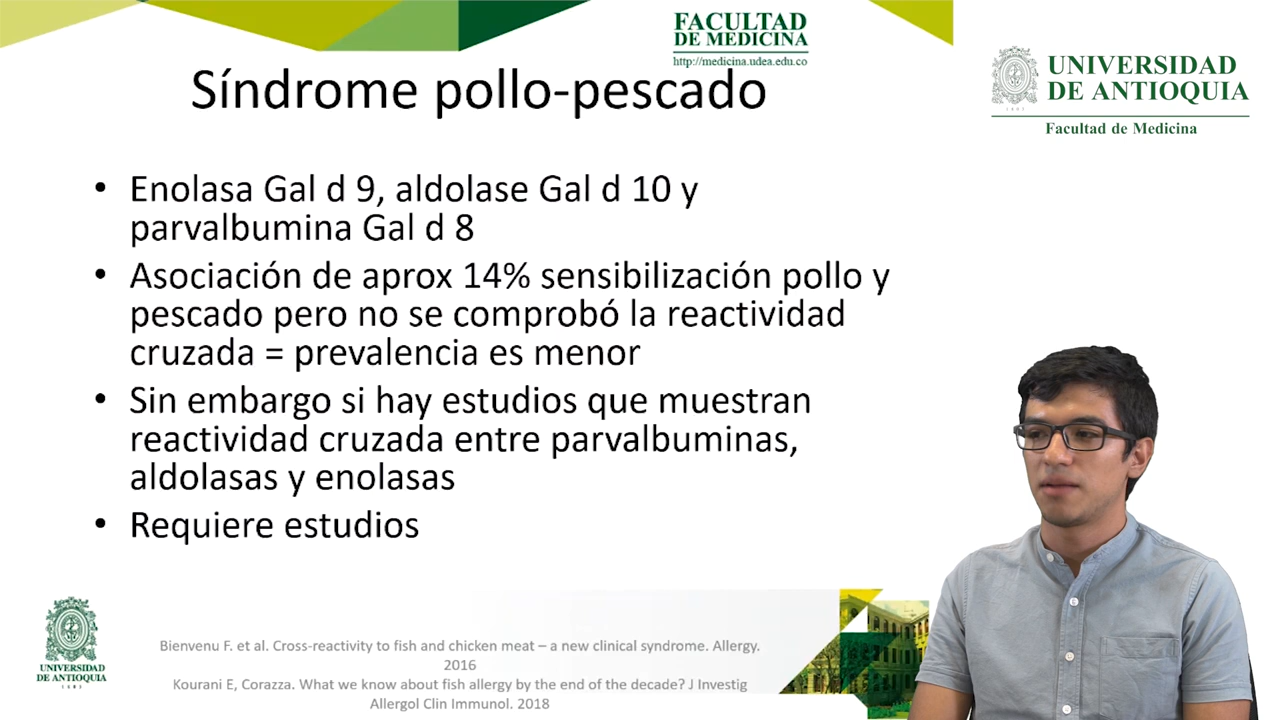 FACULTAD
DE MEDICINA
http://medicina.udea.edu.co
UNIVERSIDAD
DE ANTIOQUIA
1803
Facultad de Medicina
Síndrome pollo-pescado
• Enolasa Gal d 9, aldolase Gal d 10 y
parvalbumina Gal d 8
• Asociación de aprox 14% sensibilización pollo y
pescado pero no se comprobó la reactividad
cruzada = prevalencia es menor
• Sin embargo si hay estudios que muestran
reactividad cruzada entre parvalbuminas,
aldolasas y enolasas
• Requiere estudios
UNIVERSIDAD
DE ANTIOQUIA
1803
Bienvenu F. et al. Cross-reactivity to fish and chicken meat – a new clinical syndrome. Allergy.
2016
Kourani E, Corazza. What we know about fish allergy by the end of the decade? J Investig
Allergol Clin Immunol. 2018